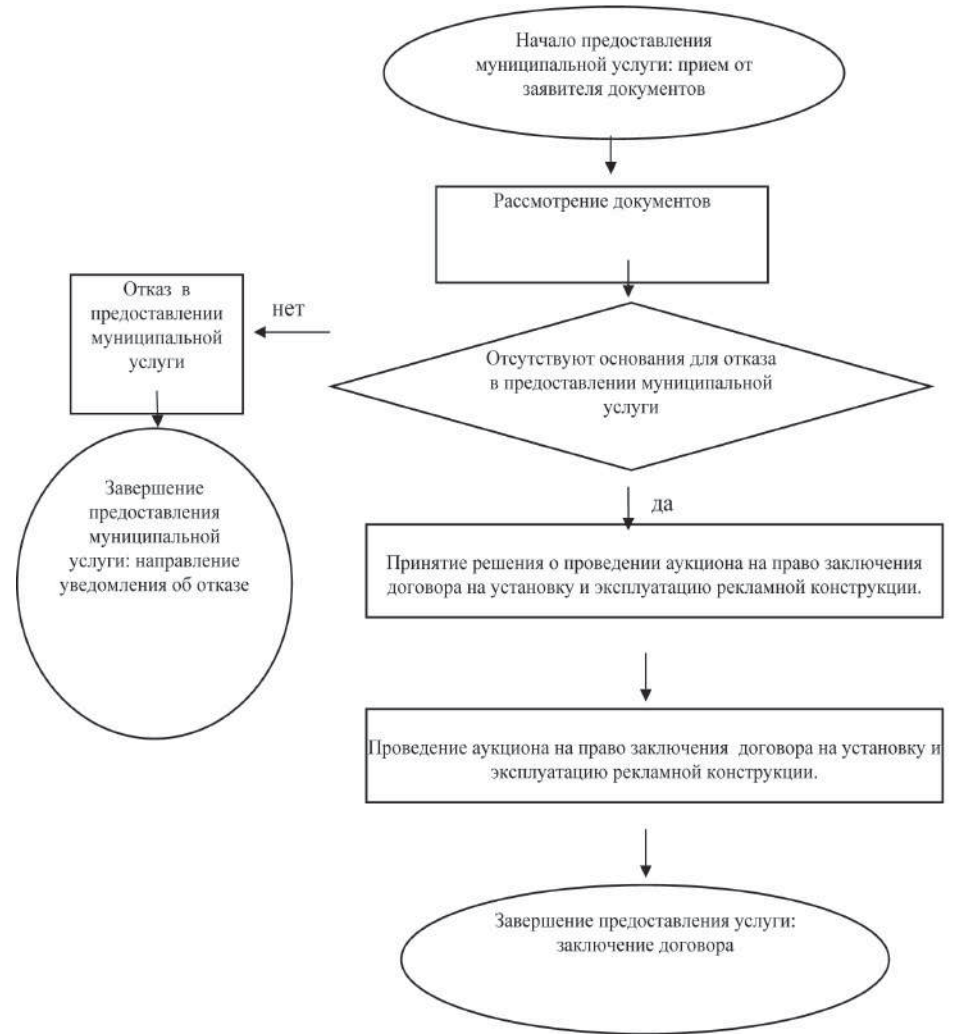 Начало предоставления
муниципальной услуги: прием от
заявителя документов
Рассмотрение документов
Отказ в
предоставлении
муниципальной
услуги
нет
Отсутствуют основания для отказа
в предоставлении муниципальной
услуги
Завершение
предоставления
муниципальной
услуги: направление
уведомления об отказе
да
Принятие решения о проведении аукциона на право заключения
договора на установку и эксплуатацию рекламной конструкции.
Проведение аукциона на право заключения договора на установку и
эксплуатацию рекламной конструкции.
Завершение предоставления услуги:
заключение договора